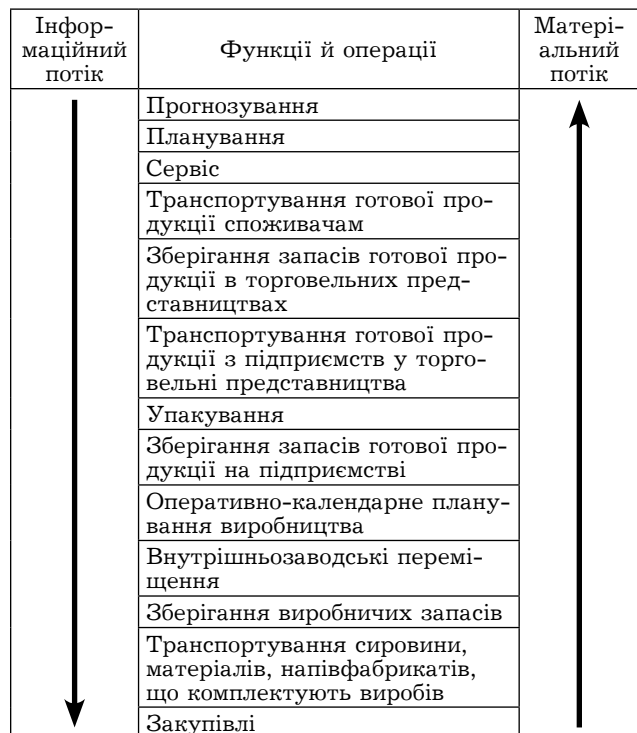 Інфор-
маційний
потік
Функції й операції
Матері-
альний
потік
Прогнозування
Планування
Сервіс
Транспортування готової про-
дукції споживачам
Зберігання запасів готової про-
дукції в торговельних пред-
ставництвах
Транспортування готової про-
дукції з підприємств у торго-
вельні представництва
Упакування
Зберігання запасів готової про-
дукції на підприємстві
Оперативно-календарне плану-
вання виробництва
Внутрішньозаводські перемі-
щення
Зберігання виробничих запасів
Транспортування сировини,
матеріалів, напівфабрикатів,
що комплектують виробів
Закупівлі